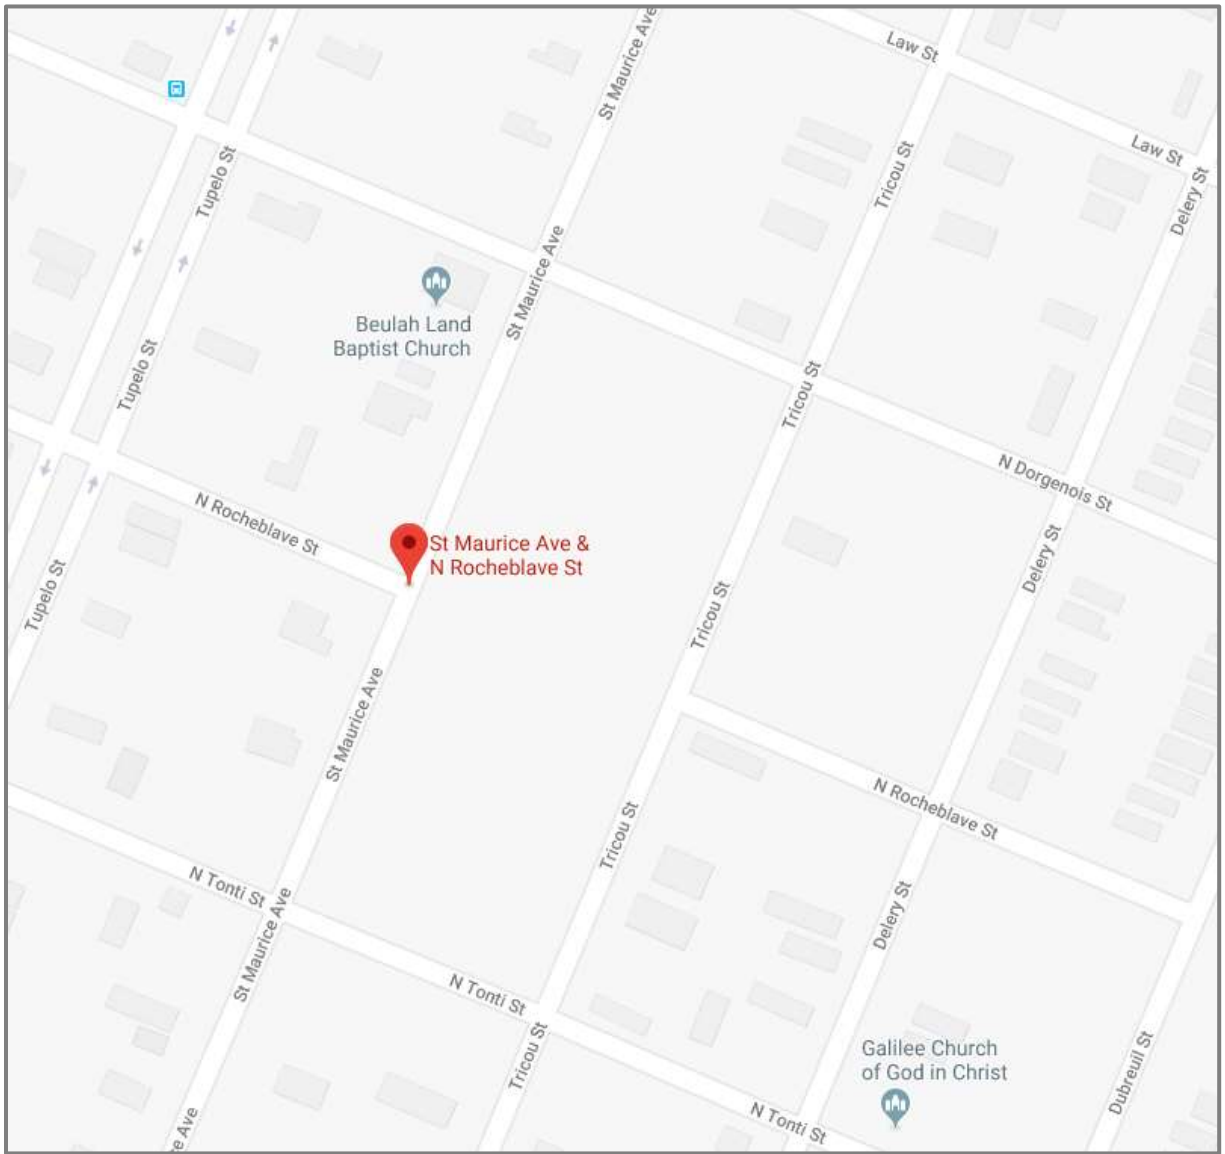 St Maurice Ave
Law St
Law St
Tupelo St
Tricou St
Delery St
St Maurice Ave
Beulah Land
Baptist Church
Tupelo St
Tricou St
N Dorgenois St
N Rocheblave St
St Maurice Ave &
N Rocheblave St
Delery St
Tupelo St
Tricou St
St Maurice Ave
N Rocheblave St
Tricou St
N Tonti St
St Maurice Ave
Delery St
N Tonti St
Tricou St
Galilee Church
of God in Christ
Dubreuil St
N Tonti St
ce Ave